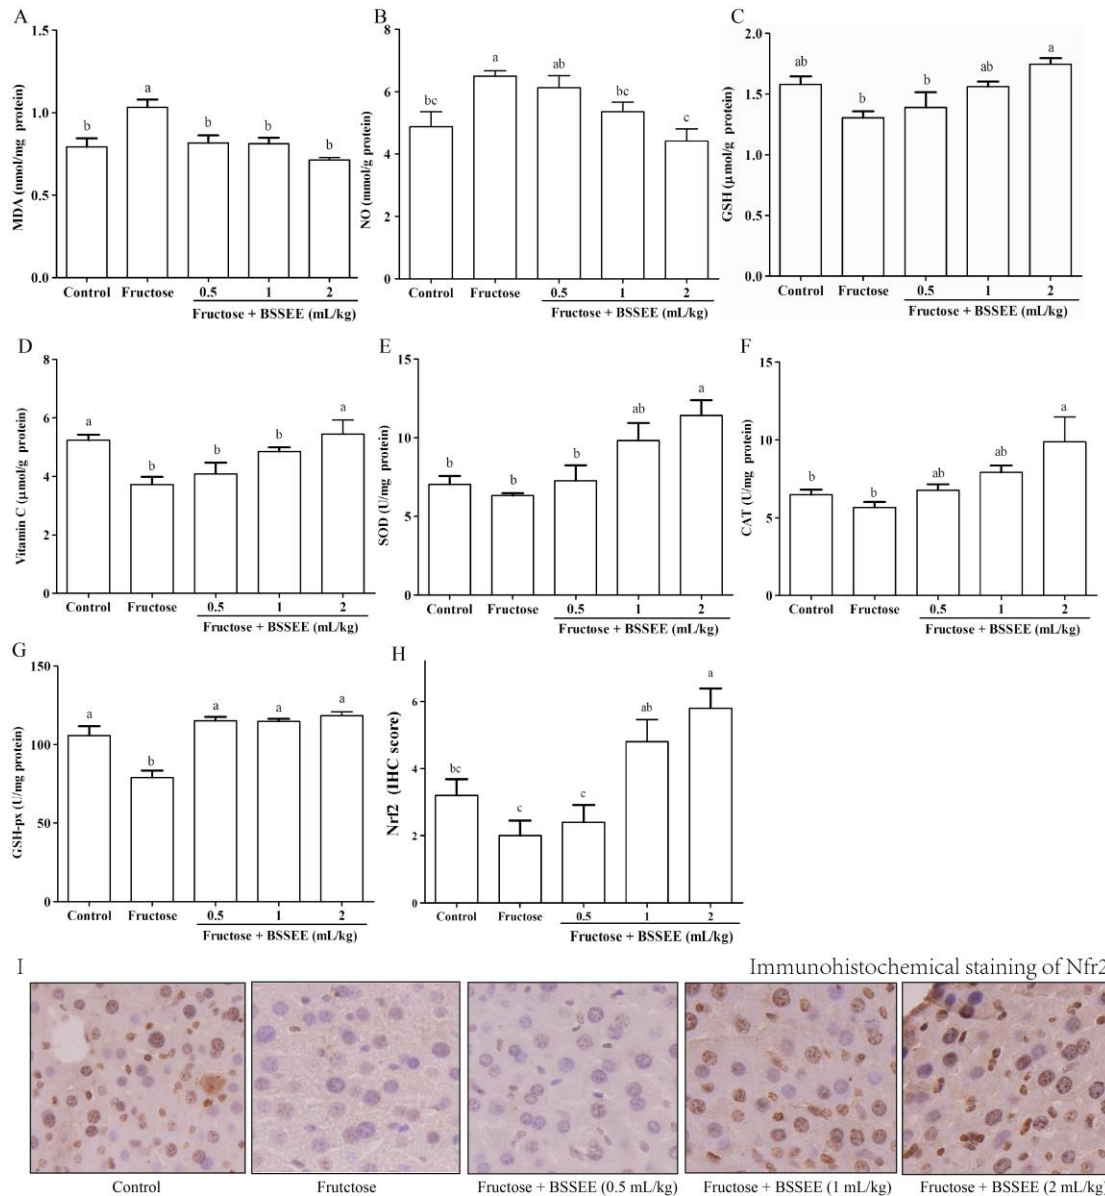 A
MDA (nmol/mg protein)
1.5
1.0
0.5
0.0
b
a
b
b
b
Control
Fructose
0.5
1
2
Fructose + BSSEE (mL/kg)
B
NO (mmol/g protein)
8
6
4
2
0
bc
a
ab
bc
c
Control
Fructose
0.5
1
2
Fructose + BSSEE (mL/kg)
C
GSH (μmol/g protein)
2.0
1.5
1.0
0.5
0.0
ab
b
b
ab
a
Control
Fructose
0.5
1
2
Fructose + BSSEE (mL/kg)
D
Vitamin C (μmol/g protein)
8
6
4
2
0
a
b
b
b
a
Control
Fructose
0.5
1
2
Fructose + BSSEE (mL/kg)
E
SOD (U/mg protein)
15
10
5
0
b
b
b
ab
a
Control
Fructose
0.5
1
2
Fructose + BSSEE (mL/kg)
F
CAT (U/mg protein)
15
10
5
0
b
b
ab
ab
a
Control
Fructose
0.5
1
2
Fructose + BSSEE (mL/kg)
G
GSH-px (U/mg protein)
150
100
50
0
a
b
a
a
a
Control
Fructose
0.5
1
2
Fructose + BSSEE (mL/kg)
H
Nrf2 (IHC score)
6
4
2
0
bc
c
c
ab
a
Control
Fructose
0.5
1
2
Fructose + BSSEE (mL/kg)
I
Immunohistochemical staining of Nfr2
Control
Frutctose
Fructose + BSSEE (0.5 mL/kg)
Fructose + BSSEE (1 mL/kg)
Fructose + BSSEE (2 mL/kg)